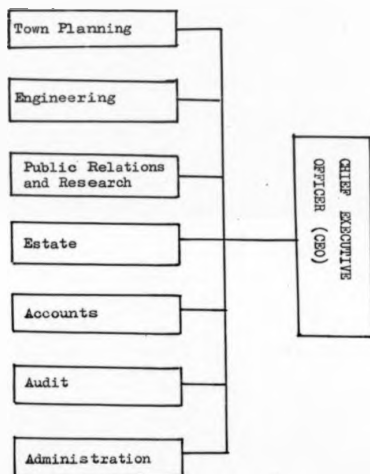 Town Planning
Engineering
Public Relations
and Research
Estate
Accounts
Audit
Administration
CHIEF EXECUTIVE
OFFICER (CEO)